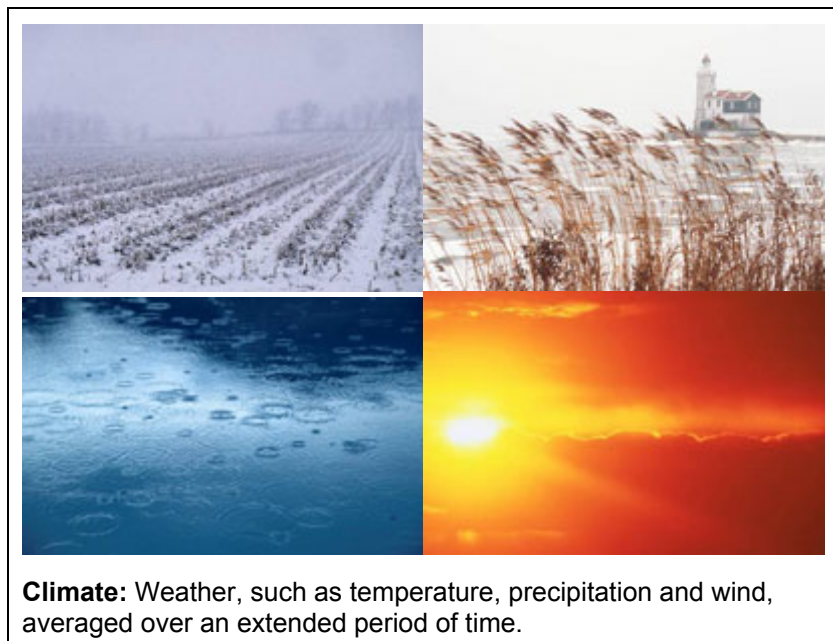 Climate: Weather, such as temperature, precipitation and wind,
averaged over an extended period of time.